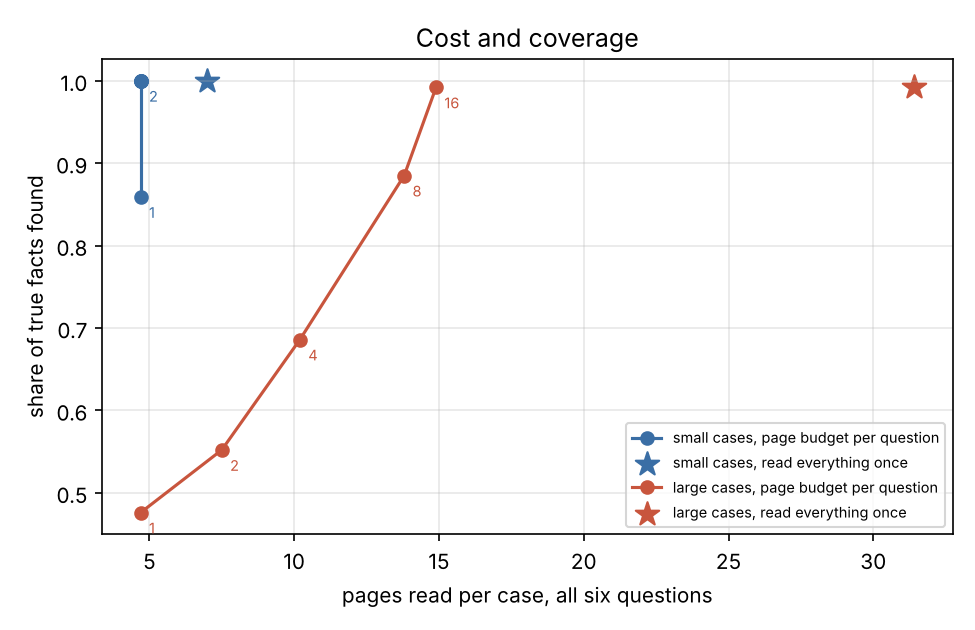 Cost and coverage
share of true facts found
1.0
0.9
0.8
0.7
0.6
0.5
2
1
16
8
4
2
1
small cases, page budget per question
small cases, read everything once
large cases, page budget per question
large cases, read everything once
5 10 15 20 25 30
pages read per case, all six questions